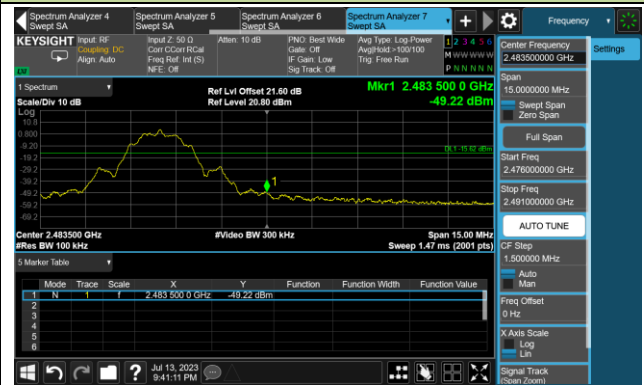 Spectrum Analyzer 4
Swept SA
Spectrum Analyzer 5
Swept SA
Spectrum Analyzer 6
Swept SA
Spectrum Analyzer 7
Swept SA
Frequency
KEYSIGHT
Input: RF
Coupling: DC
Align: Auto
Input Z: 50 Ω
Corr CCorr RCal
Freq Ref: Int (S)
NFE: Off
Atten: 10 dB
PNO: Best Wide
Gate: Off
IF Gain: Low
Sig Track: Off
Avg Type: Log-Power
Avg|Hold:>100/100
Trig: Free Run
1 2 3 4 5 6
M W W W W W
P N N N N N
Center Frequency
2.483500000 GHz
Settings
Span
15.0000000 MHz
Swept Span
Zero Span
Full Span
Start Freq
2.476000000 GHz
Stop Freq
2.491000000 GHz
AUTO TUNE
CF Step
1.500000 MHz
Auto
Man
Freq Offset
0 Hz
X Axis Scale
Log
Lin
Signal Track
(Span Zoom)
1 Spectrum
Scale/Div 10 dB
Ref Lvl Offset 21.60 dB
Ref Level 20.80 dBm
Mkr1 2.483 500 0 GHz
-49.22 dBm
Log
10.8
0.800
-9.20
-19.2
-29.2
-39.2
-49.2
-59.2
-69.2
DL1 -15.62 dBm
1
Center 2.483500 GHz
#Res BW 100 kHz
#Video BW 300 kHz
Span 15.00 MHz
Sweep 1.47 ms (2001 pts)
5 Marker Table
Mode Trace Scale X Y Function Function Width Function Value
1 N 1 f 2.483 500 0 GHz -49.22 dBm
2
3
4
5
6
Jul 13, 2023
9:41:11 PM